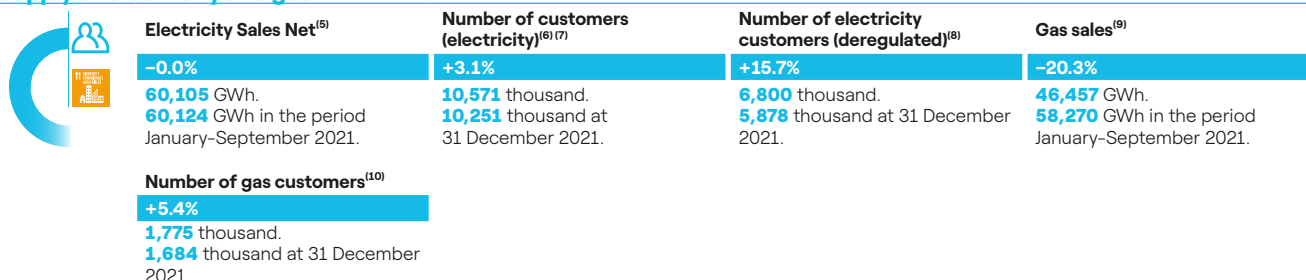 Electricity Sales Net(5)
−0.0%
60,105 GWh.
60,124 GWh in the period
January-September 2021.
Number of customers
(electricity)(6) (7)
+3.1%
10,571 thousand.
10,251 thousand at
31 December 2021.
Number of electricity
customers (deregulated)(8)
+15.7%
6,800 thousand.
5,878 thousand at 31 December
2021.
Gas sales(9)
−20.3%
46,457 GWh.
58,270 GWh in the period
January-September 2021.
Number of gas customers(10)
+5.4%
1,775 thousand.
1,684 thousand at 31 December
2021